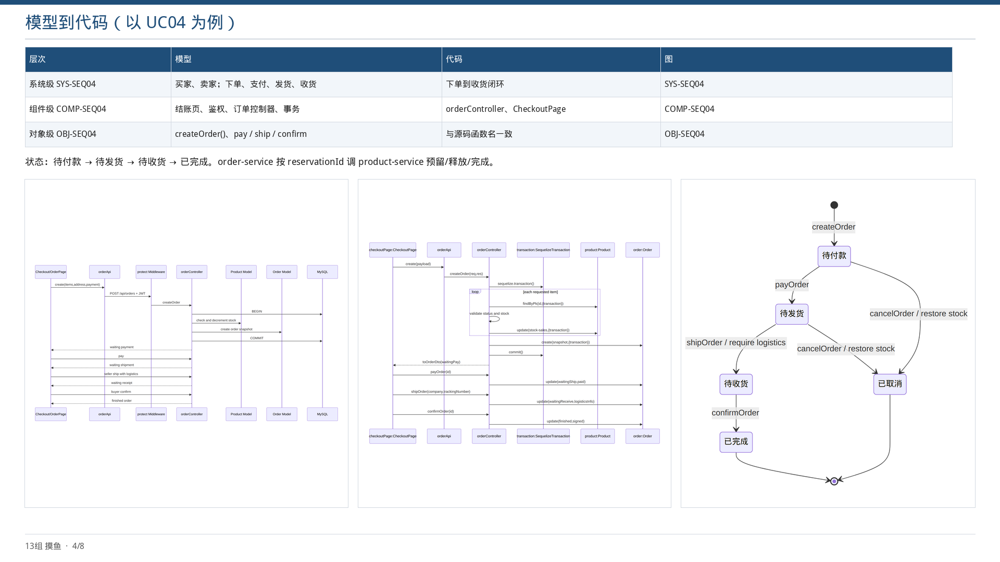 模型到代码（以 UC04 为例）
层次 模型 代码 图
系统级 SYS-SEQ04 买家、卖家；下单、支付、发货、收货 下单到收货闭环 SYS-SEQ04
组件级 COMP-SEQ04 结账页、鉴权、订单控制器、事务 orderController、CheckoutPage COMP-SEQ04
对象级 OBJ-SEQ04 createOrder()、pay / ship / confirm 与源码函数名一致 OBJ-SEQ04
状态：待付款 → 待发货 → 待收货 → 已完成。order-service 按 reservationId 调 product-service 预留/释放/完成。
Checkout/OrderPage orderApi protect Middleware orderController Product Model Order Model MySQL
create(items,address,payment)
POST /api/orders + JWT
createOrder
BEGIN
check and decrement stock
create order snapshot
COMMIT
waiting payment
pay
waiting shipment
seller ship with logistics
waiting receipt
buyer confirm
finished order
Checkout/OrderPage orderApi protect Middleware orderController Product Model Order Model MySQL
checkoutPage:CheckoutPage orderApi orderController transaction:SequelizeTransaction product:Product order:Order
create(payload)
createOrder(req,res)
sequelize.transaction()
loop [each requested item]
findByPk(id,{transaction})
validate status and stock
update(stock-sales,{transaction})
create(snapshot,{transaction})
commit()
toOrderDto(waitingPay)
payOrder(id)
update(waitingShip,paid)
shipOrder(company,trackingNumber)
update(waitingReceive,logisticsInfo)
confirmOrder(id)
update(finished,signed)
checkoutPage:CheckoutPage orderApi orderController transaction:SequelizeTransaction product:Product order:Order
createOrder
待付款
payOrder
待发货
cancelOrder / restore stock
shipOrder / require logistics
cancelOrder / restore stock
待收货
已取消
confirmOrder
已完成
13组 摸鱼 · 4/8